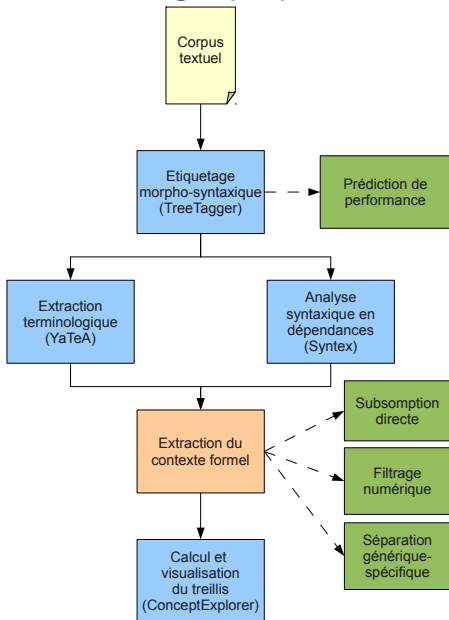 Corpus
textuel
Etiquetage
morpho-syntaxique
(TreeTagger)
Prédiction de
performance
Extraction
terminologique
(YaTeA)
Analyse
syntaxique en
dépendances
(Syntex)
Extraction du
contexte formel
Subsomption
directe
Filtrage
numérique
Séparation
générique-
spécifique
Calcul et
visualisation
du treillis
(ConceptExplorer)